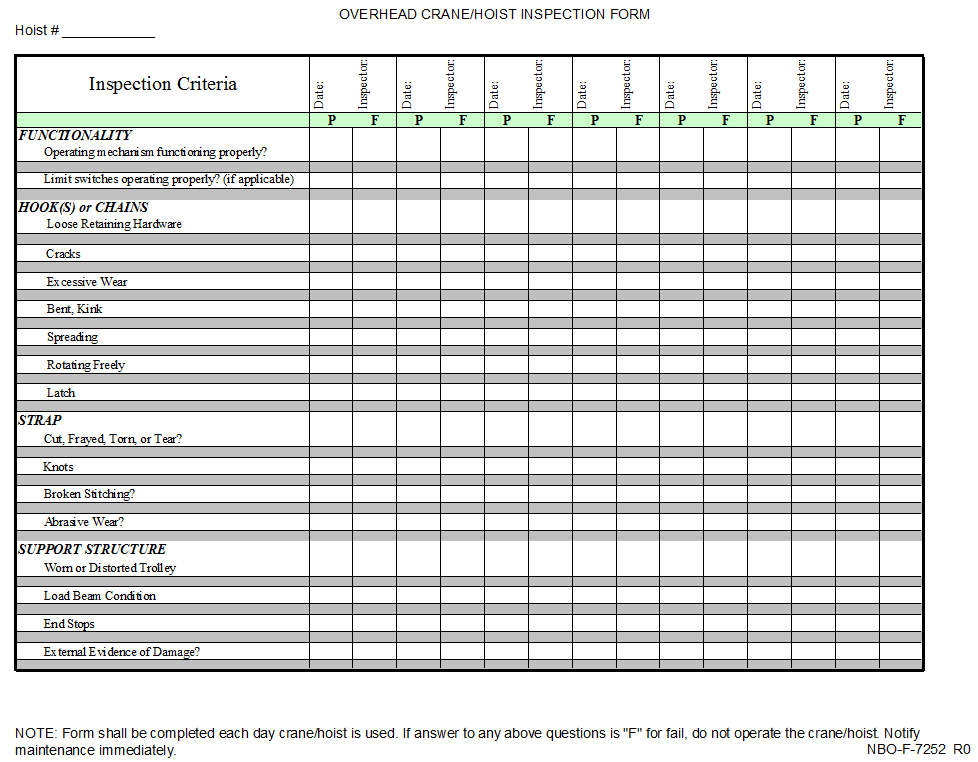 OVERHEAD CRANE/HOIST INSPECTION FORM
Hoist # ____________
Inspection Criteria Date: Inspector: Date: Inspector: Date: Inspector: Date: Inspector: Date: Inspector: Date: Inspector: Date: Inspector:
P F P F P F P F P F P F P F
FUNCTIONALITY
Operating mechanism functioning properly?
Limit switches operating properly? (if applicable)
HOOK(S) or CHAINS
Loose Retaining Hardware
Cracks
Excessive Wear
Bent, Kink
Spreading
Rotating Freely
Latch
STRAP
Cut, Frayed, Torn, or Tear?
Knots
Broken Stitching?
Abrasive Wear?
SUPPORT STRUCTURE
Worn or Distorted Trolley
Load Beam Condition
End Stops
External Evidence of Damage?
NOTE: Form shall be completed each day crane/hoist is used. If answer to any above questions is "F" for fail, do not operate the crane/hoist. Notify
maintenance immediately.
NBO-F-7252 R0